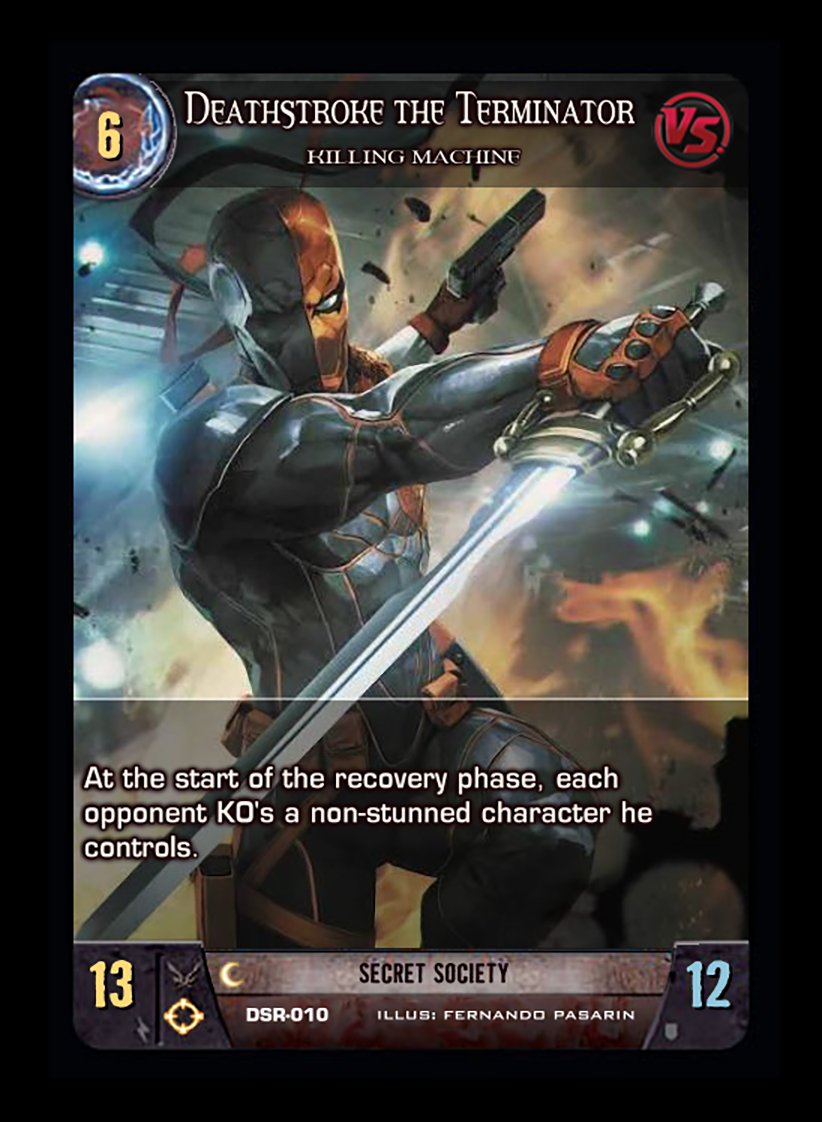 6
Deathstroke the Terminator
VS.
Killing Machine
At the start of the recovery phase, each
opponent KO's a non-stunned character he
controls.
13
SECRET SOCIETY
12
DSR-010 ILLUS: FERNANDO PASARIN